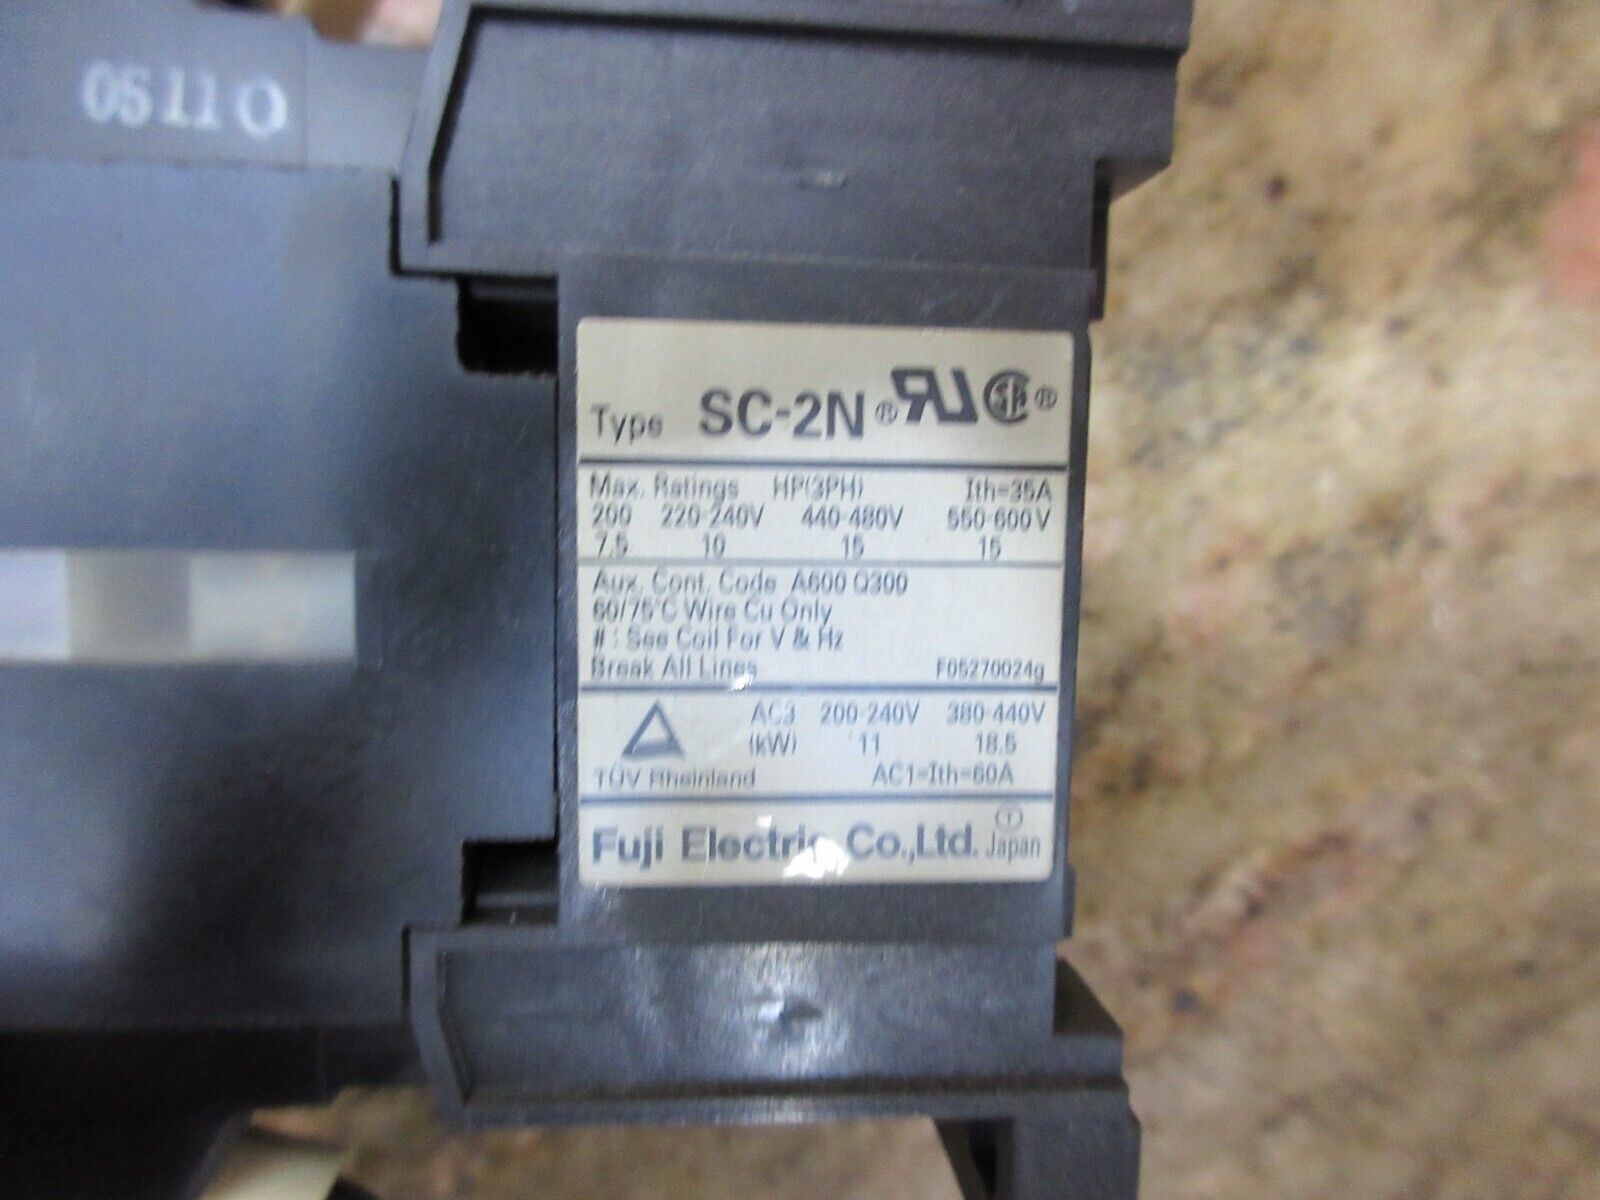 05110
Type SC-2N ® RU SA ®
Max. Ratings HP(3PH) Ith=35A
200 220-240V 440-480V 550-600V
7.5 10 15 15
Aux. Cont. Code A600 Q300
60/75°C Wire Cu Only
# : See Coil For V & Hz
Break All Lines F05270024g
AC3 200-240V 380-440V
(kW) 11 18.5
TÜV Rheinland AC1=Ith=60A
Fuji Electric Co.,Ltd. Japan